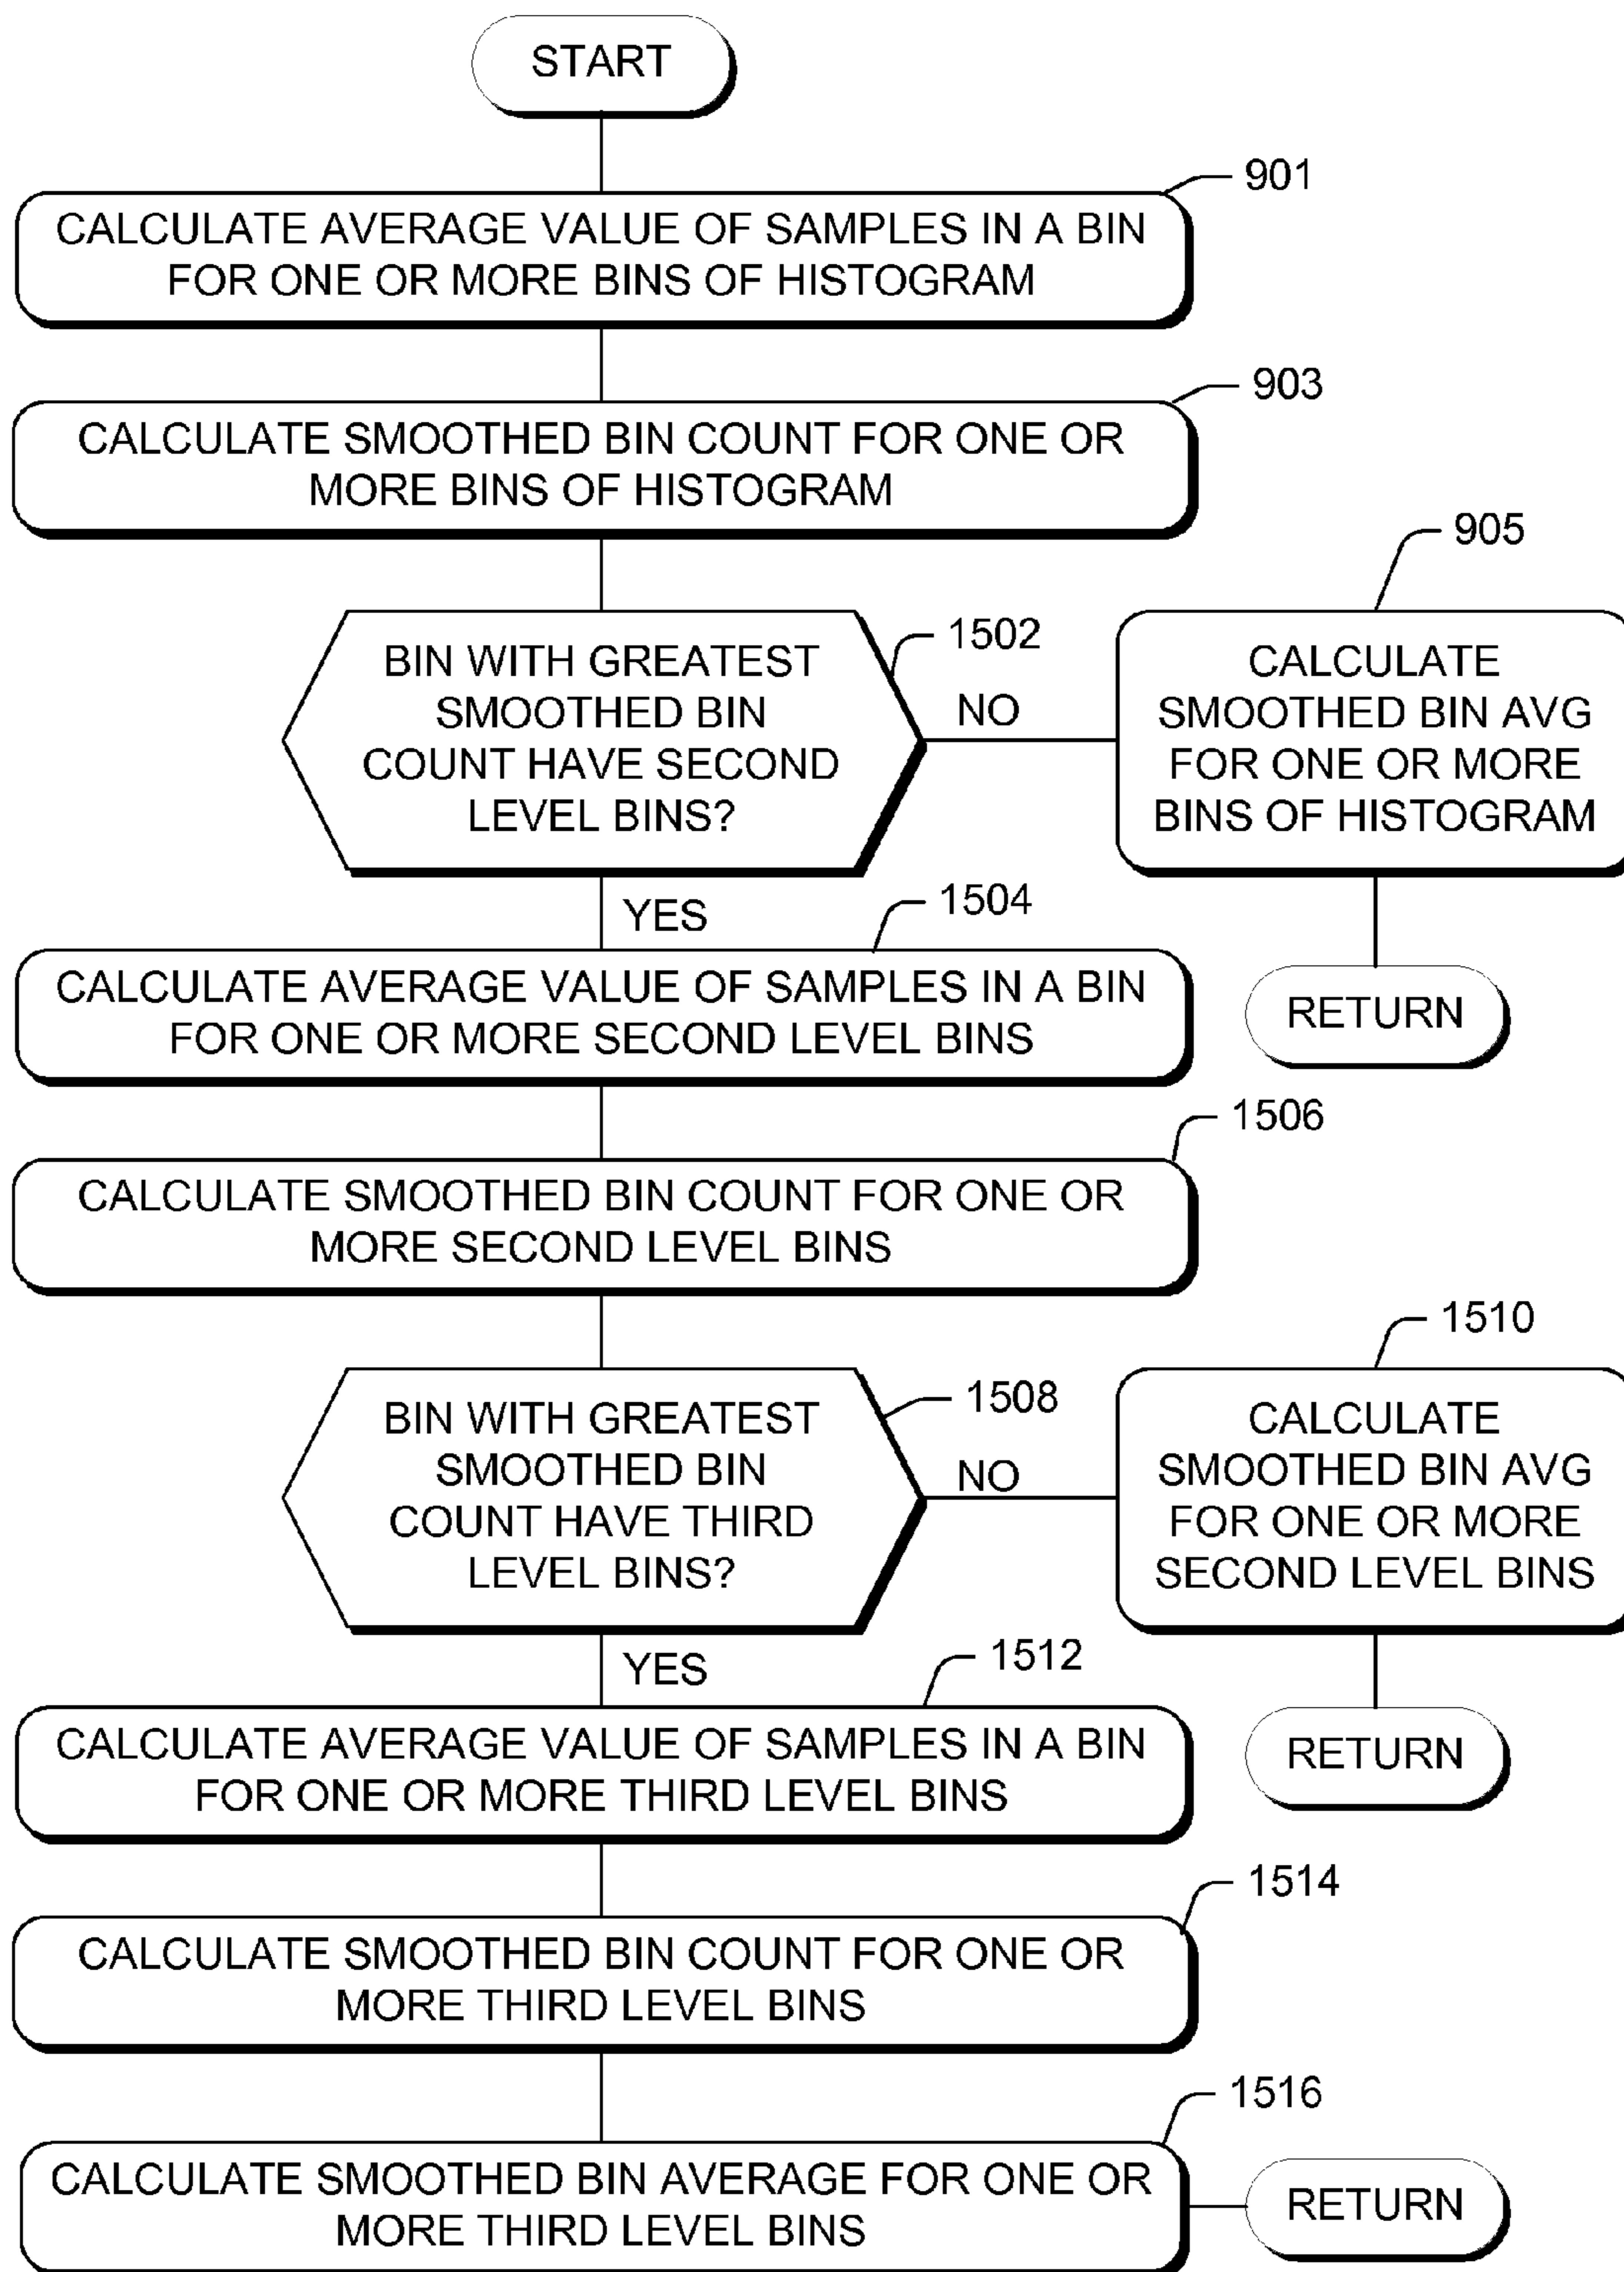 START
901
CALCULATE AVERAGE VALUE OF SAMPLES IN A BIN
FOR ONE OR MORE BINS OF HISTOGRAM
903
CALCULATE SMOOTHED BIN COUNT FOR ONE OR
MORE BINS OF HISTOGRAM
905
1502
BIN WITH GREATEST
SMOOTHED BIN
COUNT HAVE SECOND
LEVEL BINS?
NO
CALCULATE
SMOOTHED BIN AVG
FOR ONE OR MORE
BINS OF HISTOGRAM
YES
1504
CALCULATE AVERAGE VALUE OF SAMPLES IN A BIN
FOR ONE OR MORE SECOND LEVEL BINS
RETURN
1506
CALCULATE SMOOTHED BIN COUNT FOR ONE OR
MORE SECOND LEVEL BINS
1510
1508
BIN WITH GREATEST
SMOOTHED BIN
COUNT HAVE THIRD
LEVEL BINS?
NO
CALCULATE
SMOOTHED BIN AVG
FOR ONE OR MORE
SECOND LEVEL BINS
YES
1512
CALCULATE AVERAGE VALUE OF SAMPLES IN A BIN
FOR ONE OR MORE THIRD LEVEL BINS
RETURN
1514
CALCULATE SMOOTHED BIN COUNT FOR ONE OR
MORE THIRD LEVEL BINS
1516
CALCULATE SMOOTHED BIN AVERAGE FOR ONE OR
MORE THIRD LEVEL BINS
RETURN